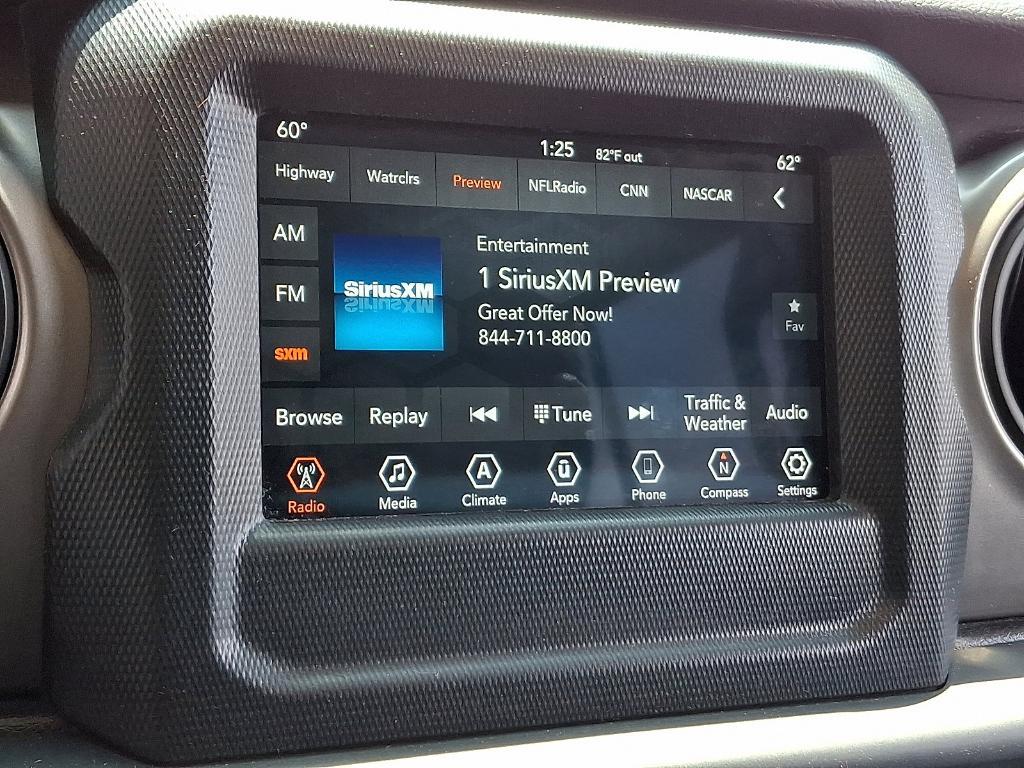 60°
1:25
82°F out
62°
Highway
Watrclrs
Preview
NFLRadio
CNN
NASCAR
AM
FM
sxm
SiriusXM
Entertainment
1 SiriusXM Preview
Great Offer Now!
844-711-8800
Fav
Browse
Replay
Tune
Traffic &
Weather
Audio
Radio
Media
A
Climate
ū
Apps
Phone
N
Compass
Settings